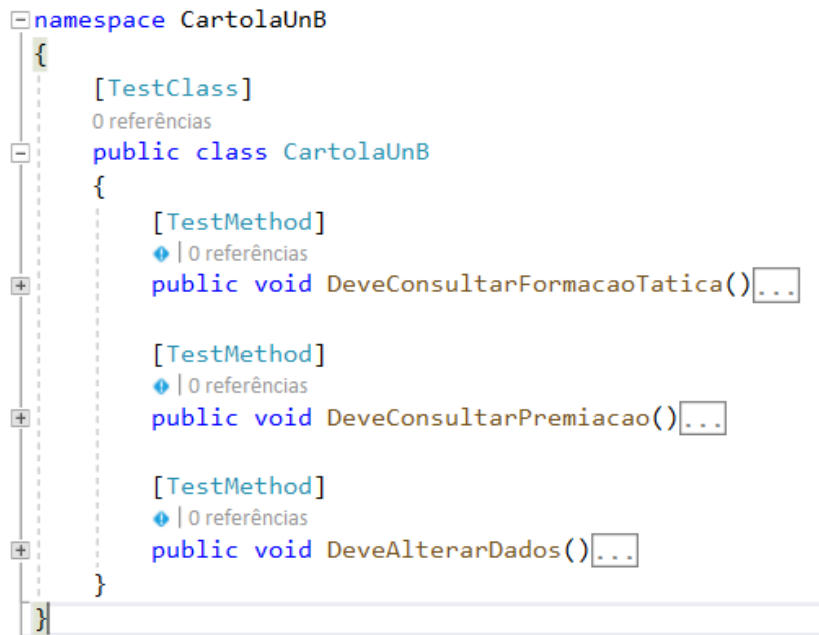 namespace CartolaUnB
{
[TestClass]
0 referências
public class CartolaUnB
{
[TestMethod]
| 0 referências
public void DeveConsultarFormacaoTatica()...
[TestMethod]
| 0 referências
public void DeveConsultarPremiacao()...
[TestMethod]
| 0 referências
public void DeveAlterarDados()...
}
}